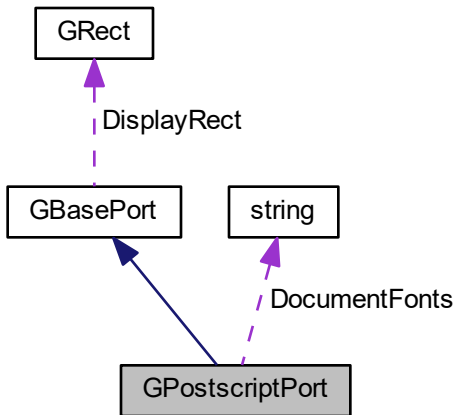 GRect
DisplayRect
GBasePort
string
DocumentFonts
GPostscriptPort